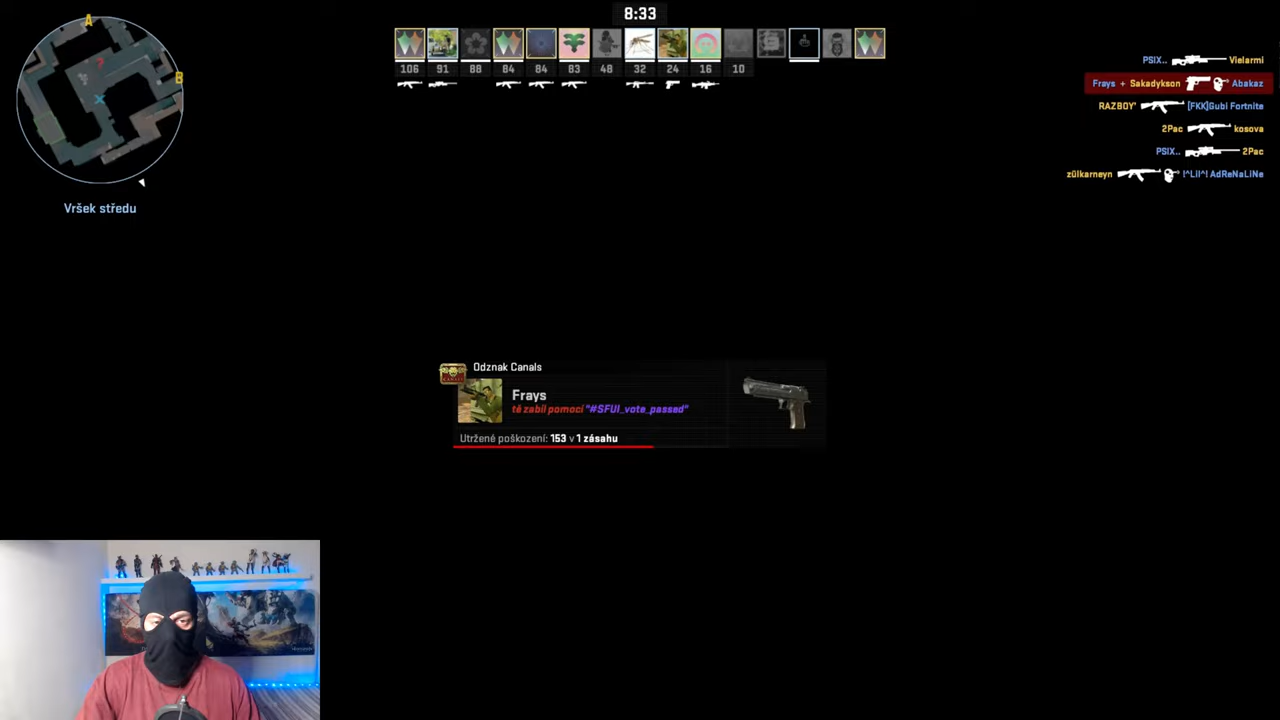 8:33
A
B
?
106 91 88 84 84 83 48 32 24 16 10
Vršek středu
PSIX.. Vielarmi
Frays + Sakadykson Abakaz
RAZBOY' [FKK]Gubi Fortnite
2Pac kosova
PSIX.. 2Pac
zülkarneyn !^Lil^! AdReNaLiNe
Odznak Canals
Frays
tě zabil pomocí "#SFUI_vote_passed"
Utržené poškození: 153 v 1 zásahu